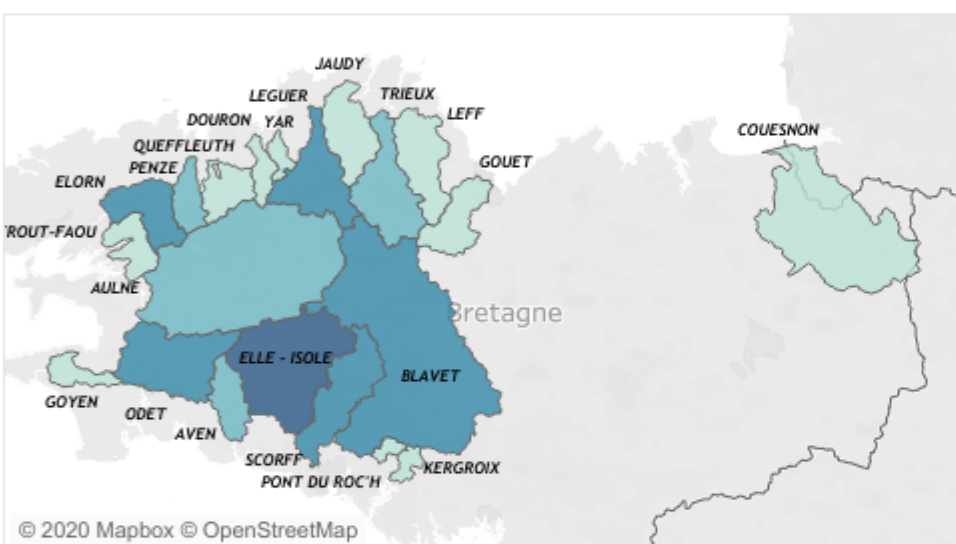 JAUDY
LEGUER
TRIEUX
DOURON
YAR
LEFF
COUESNON
QUEFFLEUTH
GOUET
PENZE
ELORN
ROUT-FAOU
AULNE
Bretagne
ELLE - ISOLE
BLAVET
GOYEN
ODET
AVEN
SCORFF
KERGROIX
PONT DU ROC'H
© 2020 Mapbox © OpenStreetMap